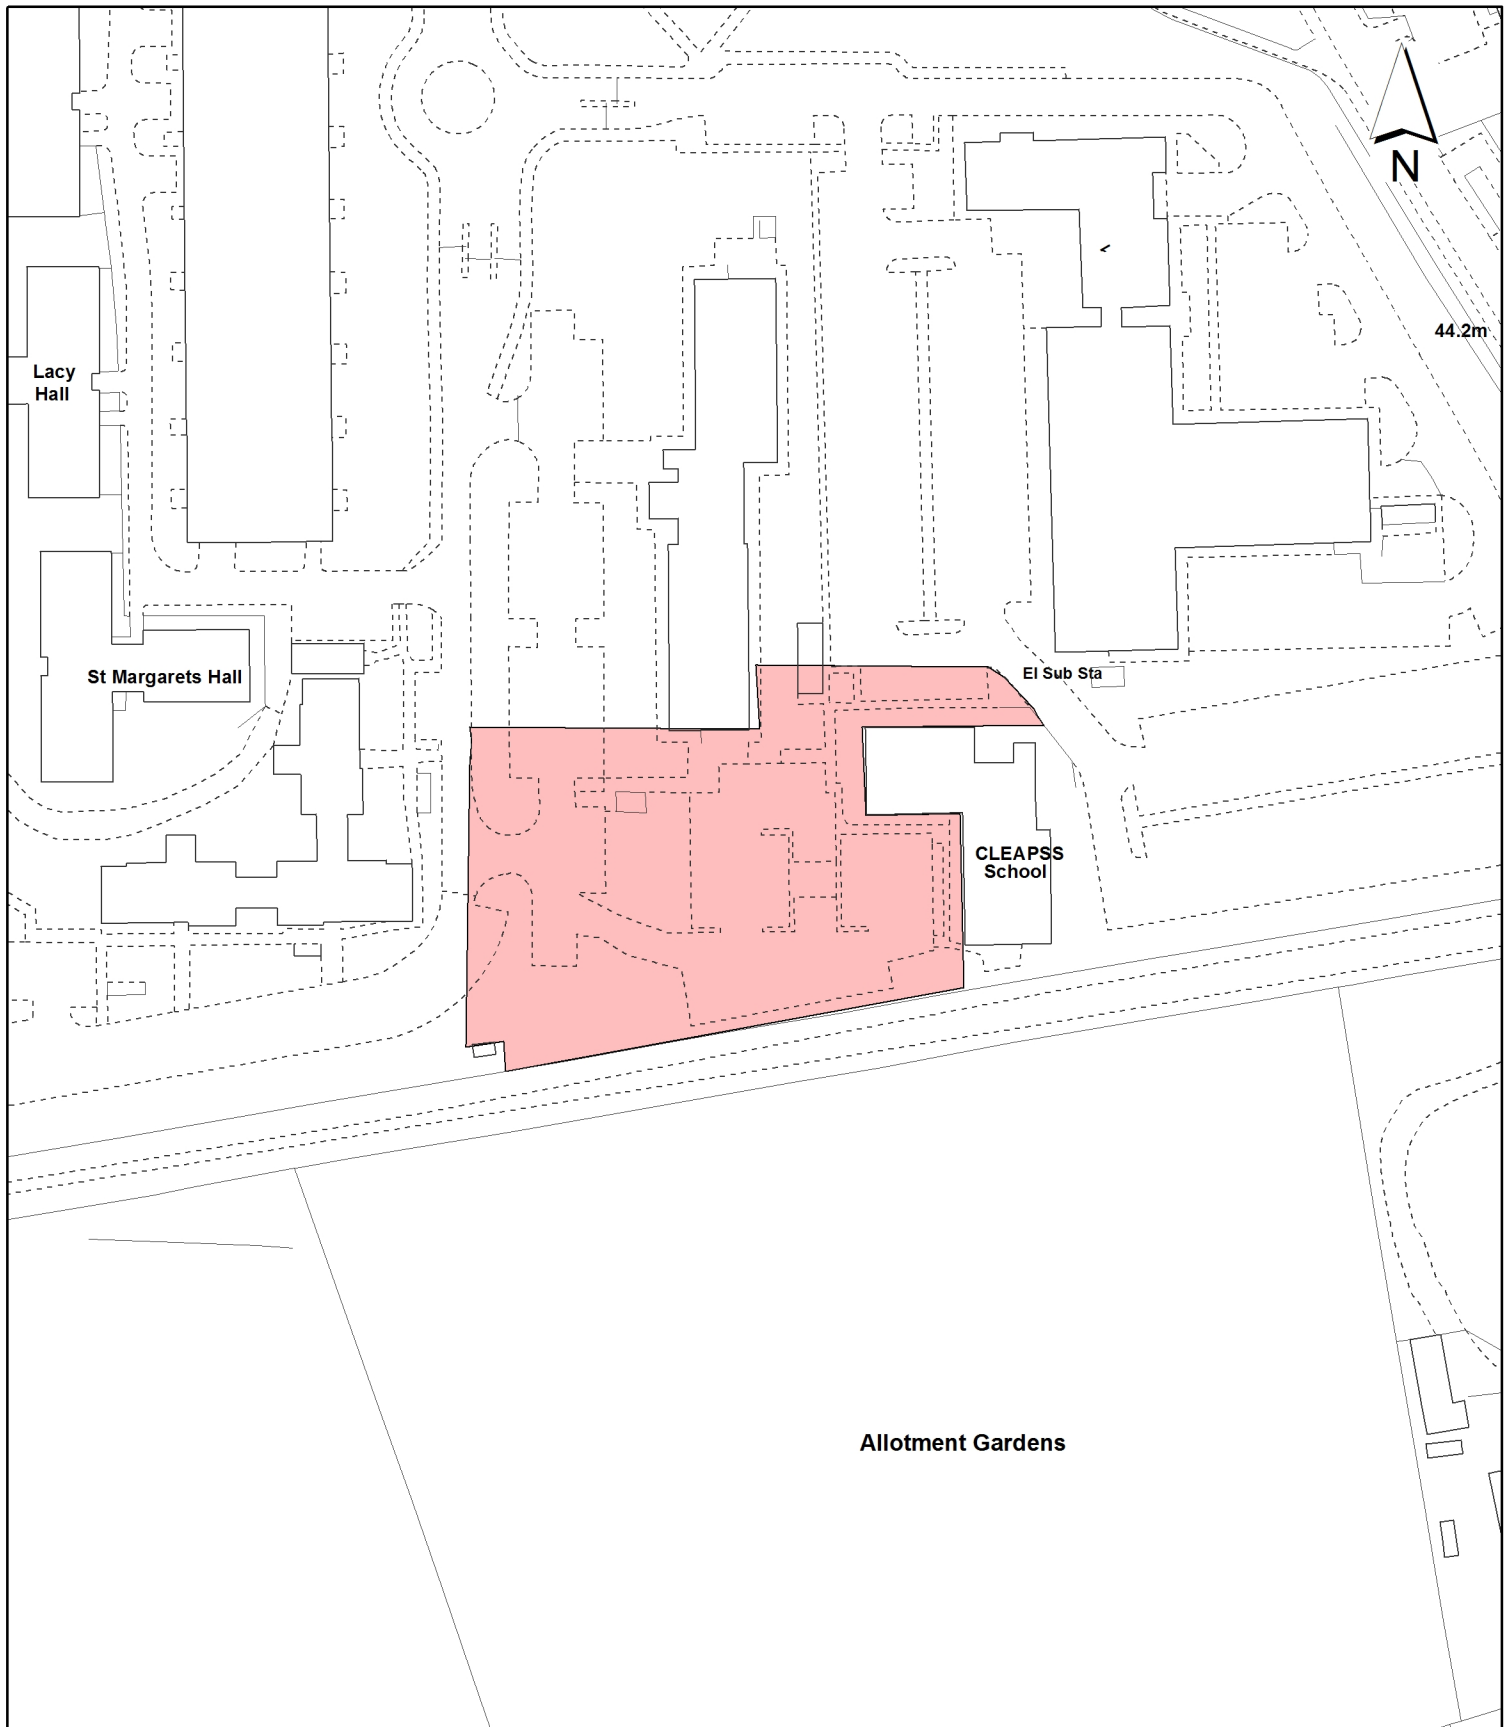 N
44.2m
Lacy
Hall
St Margarets Hall
El Sub Sta
CLEAPSS
School
Allotment Gardens